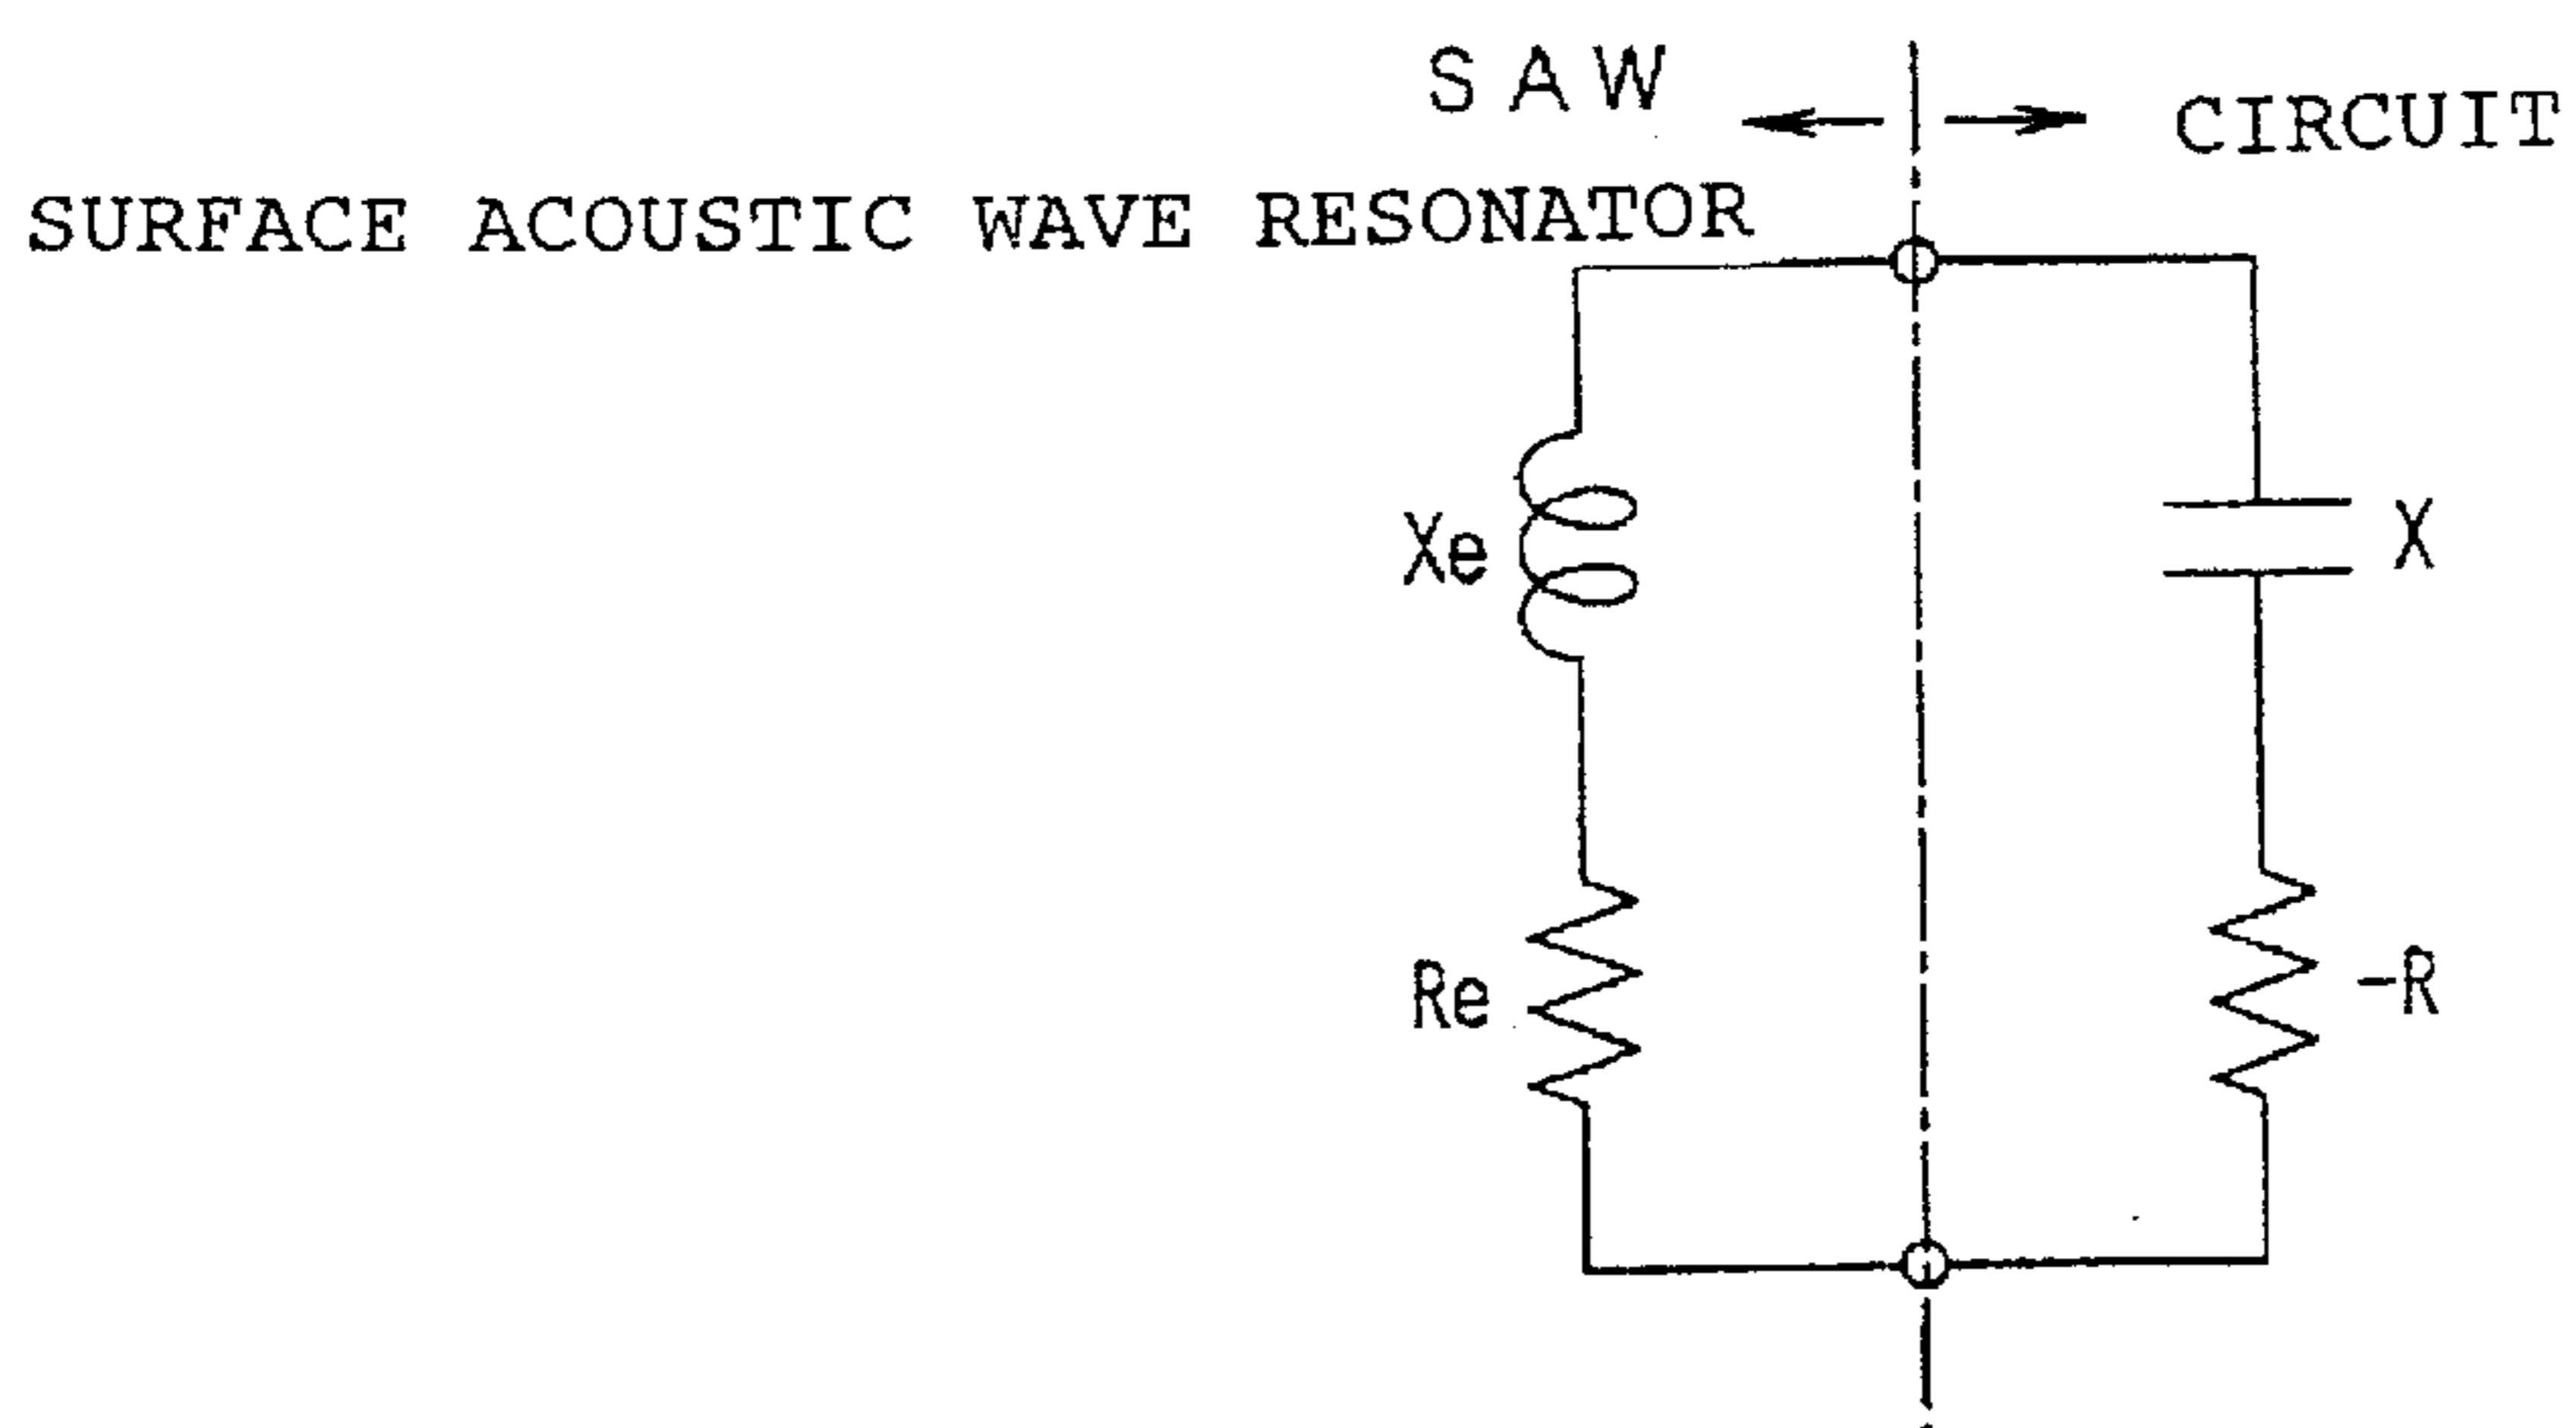 SAW
CIRCUIT
SURFACE ACOUSTIC WAVE RESONATOR
Xe
X
Re
-R